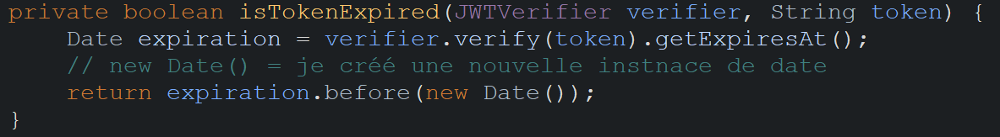 private boolean isTokenExpired(JWTVerifier verifier, String token) {
    Date expiration = verifier.verify(token).getExpiresAt();
    // new Date() = je créé une nouvelle instnace de date
    return expiration.before(new Date());
}